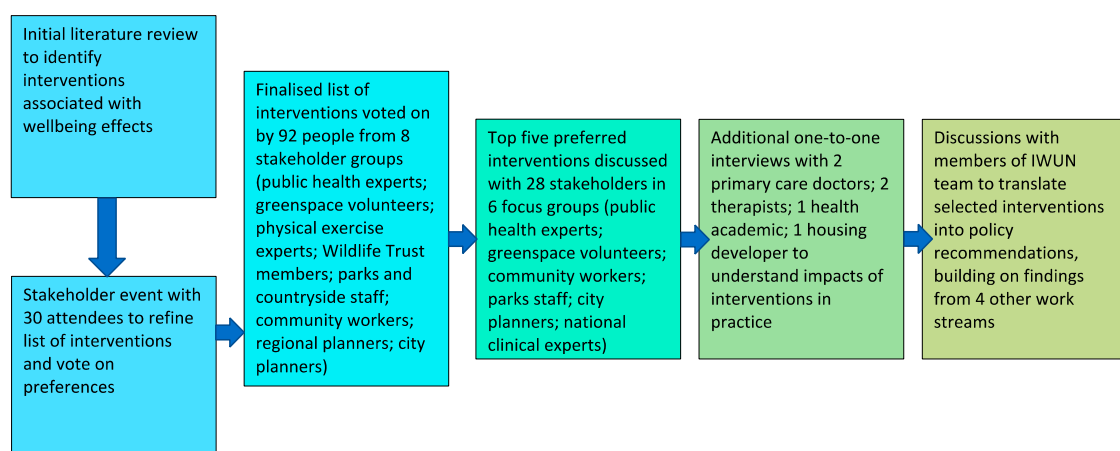 Initial literature review
to identify
interventions
associated with
wellbeing effects
Stakeholder event with
30 attendees to refine
list of interventions
and vote on
preferences
Finalised list of
interventions voted on
by 92 people from 8
stakeholder groups
(public health experts;
greenspace volunteers;
physical exercise
experts; Wildlife Trust
members; parks and
countryside staff;
community workers;
regional planners; city
planners)
Top five preferred
interventions discussed
with 28 stakeholders in
6 focus groups (public
health experts;
greenspace volunteers;
community workers;
parks staff; city
planners; national
clinical experts)
Additional one-to-one
interviews with 2
primary care doctors; 2
therapists; 1 health
academic; 1 housing
developer to
understand impacts of
interventions in
practice
Discussions with
members of IWUN
team to translate
selected interventions
into policy
recommendations,
building on findings
from 4 other work
streams